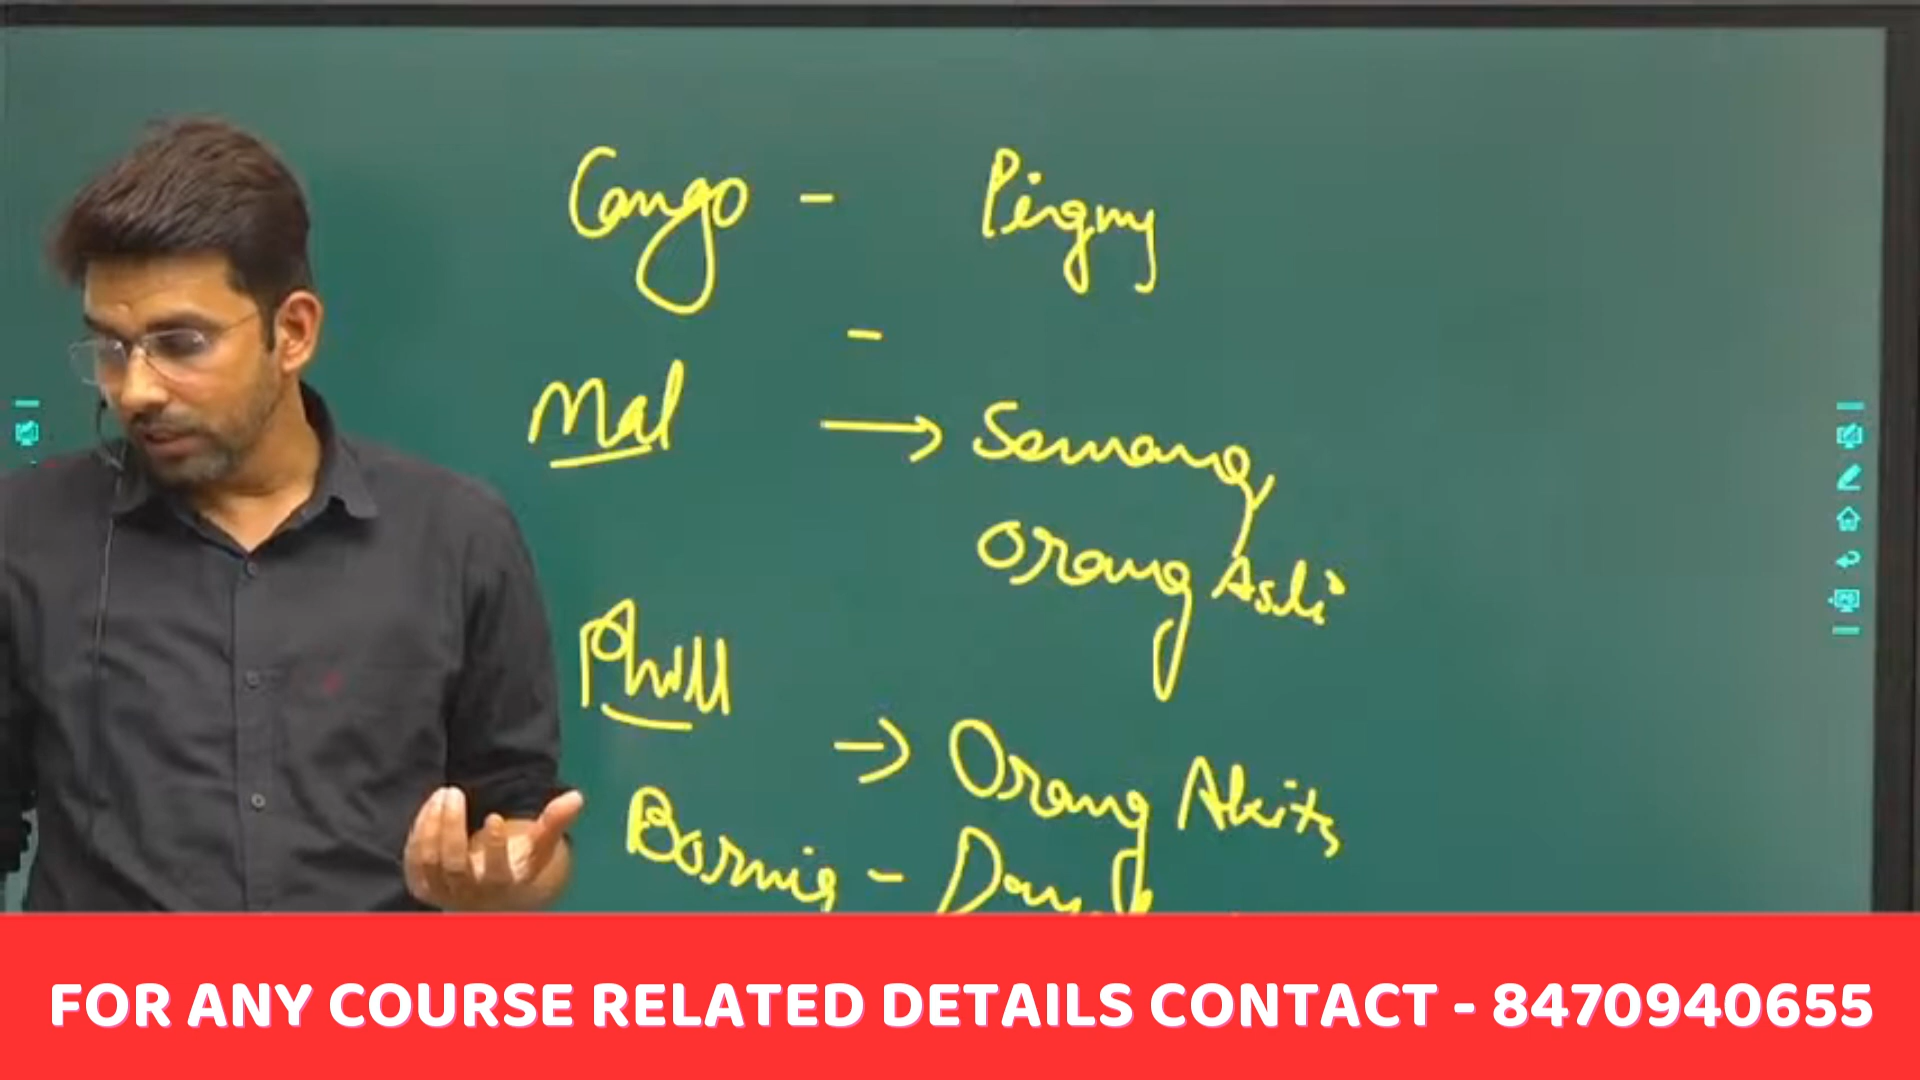 Congo - Pigmy
-
Mal → Semang
Orang Asli
Phill
→ Orang Akits
Bornio -
FOR ANY COURSE RELATED DETAILS CONTACT - 8470940655